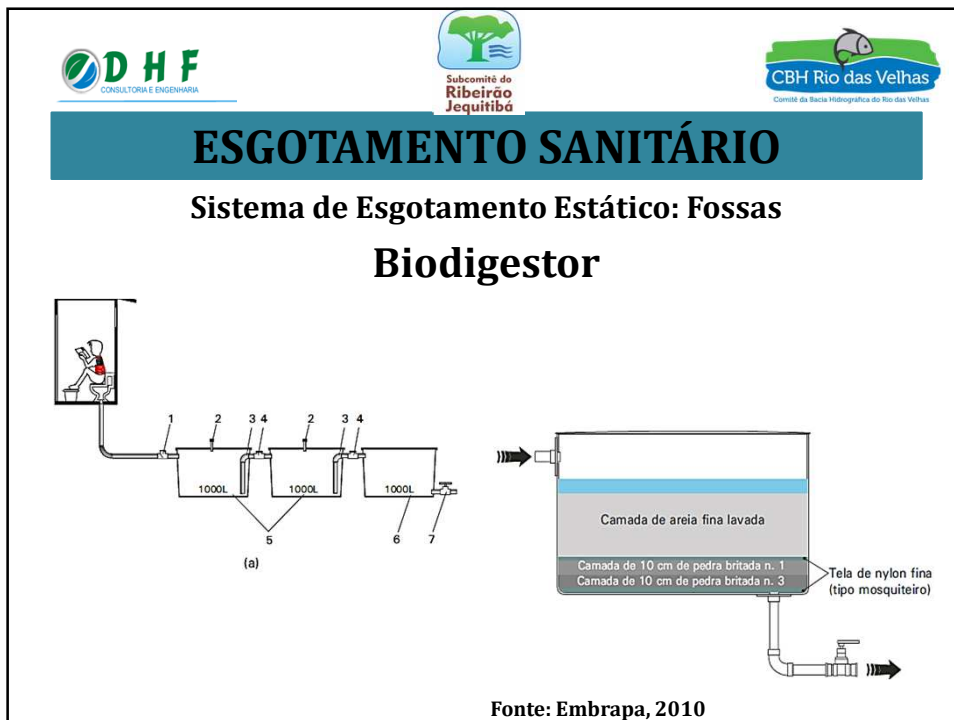 D H F
CONSULTORIA E ENGENHARIA
Subcomitê do
Ribeirão
Jequitibá
CBH Rio das Velhas
Comitê da Bacia Hidrográfica do Rio das Velhas
ESGOTAMENTO SANITÁRIO
Sistema de Esgotamento Estático: Fossas
Biodigestor
1 2 3 4 2 3 4
1000L 1000L 1000L
5 6 7
(a)
Camada de areia fina lavada
Camada de 10 cm de pedra britada n. 1
Camada de 10 cm de pedra britada n. 3
Tela de nylon fina
(tipo mosquiteiro)
Fonte: Embrapa, 2010